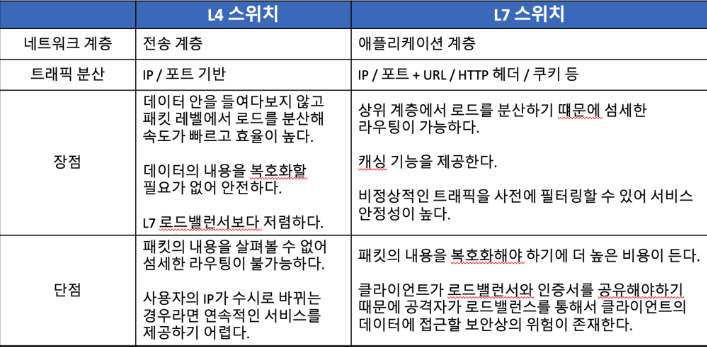 L4 스위치
L7 스위치
네트워크 계층
전송 계층
애플리케이션 계층
트래픽 분산
IP / 포트 기반
IP / 포트 + URL / HTTP 헤더 / 쿠키 등
장점
데이터 안을 들여다보지 않고
패킷 레벨에서 로드를 분산해
속도가 빠르고 효율이 높다.
데이터의 내용을 복호화할
필요가 없어 안전하다.
L7 로드밸런서보다 저렴하다.
상위 계층에서 로드를 분산하기 때문에 섬세한
라우팅이 가능하다.
캐싱 기능을 제공한다.
비정상적인 트래픽을 사전에 필터링할 수 있어 서비스
안정성이 높다.
단점
패킷의 내용을 살펴볼 수 없어
섬세한 라우팅이 불가능하다.
사용자의 IP가 수시로 바뀌는
경우라면 연속적인 서비스를
제공하기 어렵다.
패킷의 내용을 복호화해야 하기에 더 높은 비용이 든다.
클라이언트가 로드밸런서와 인증서를 공유해야하기
때문에 공격자가 로드밸런스를 통해서 클라이언트의
데이터에 접근할 보안상의 위험이 존재한다.